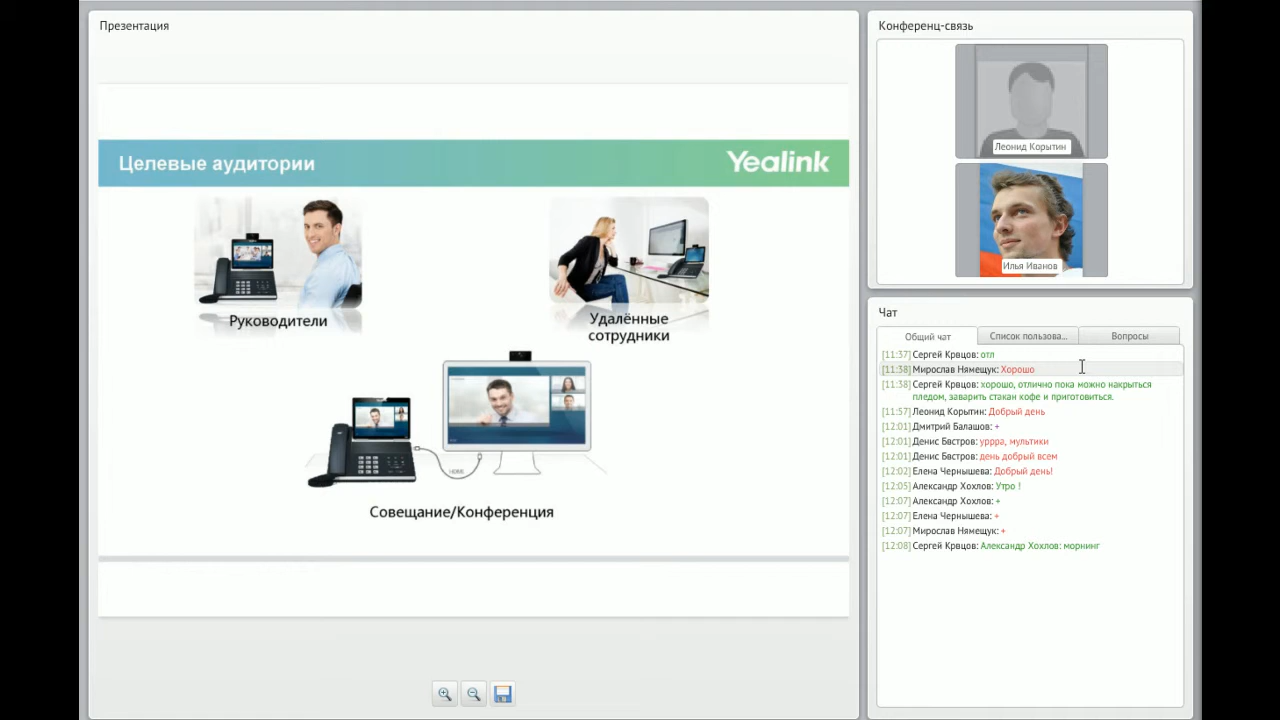 Презентация
Целевые аудитории
Yealink
Руководители
Удалённые
сотрудники
HDMI
Совещание/Конференция
Конференц-связь
Леонид Корытин
Илья Иванов
Чат
Общий чат
Список пользова...
Вопросы
[11:37] Сергей Крвцов: отл
[11:38] Мирослав Нямещук: Хорошо
[11:38] Сергей Крвцов: хорошо, отлично пока можно накрыться
пледом, заварить стакан кофе и приготовиться.
[11:57] Леонид Корытин: Добрый день
[12:01] Дмитрий Балашов: +
[12:01] Денис Бвстров: уррра, мультики
[12:01] Денис Бвстров: день добрый всем
[12:02] Елена Чернышева: Добрый день!
[12:05] Александр Хохлов: Утро !
[12:07] Александр Хохлов: +
[12:07] Елена Чернышева: +
[12:07] Мирослав Нямещук: +
[12:08] Сергей Крвцов: Александр Хохлов: морнинг